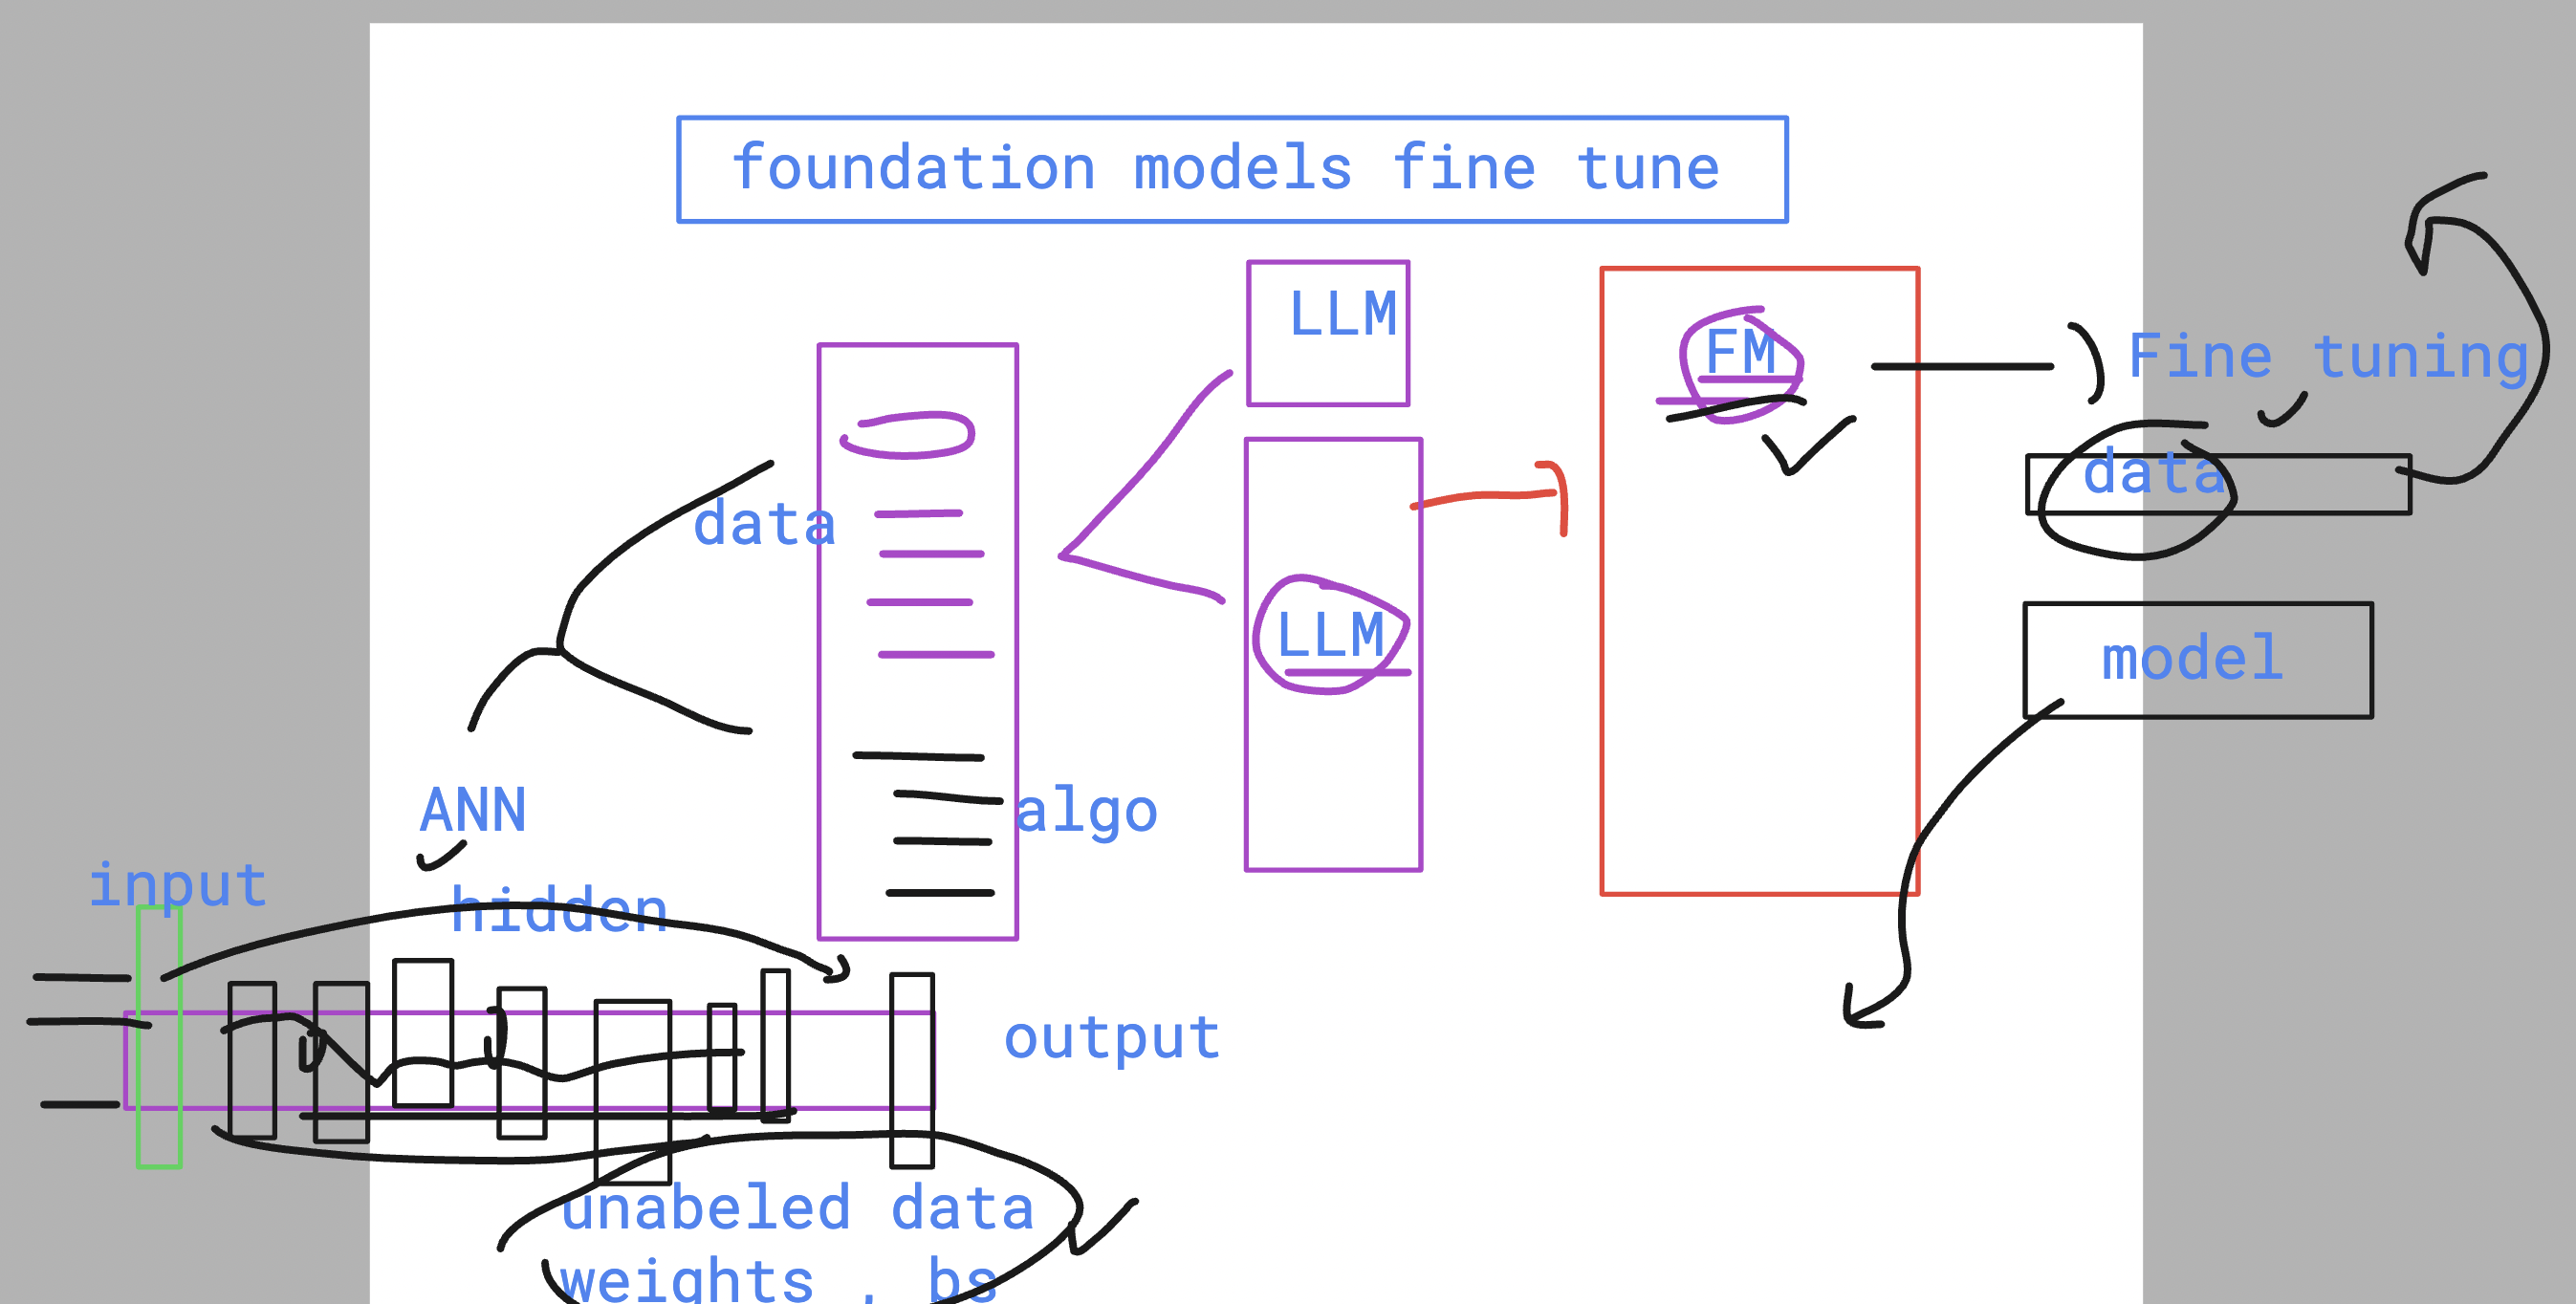 foundation models fine tune
LLM
FM
Fine tuning
data
data
LLM
model
ANN
algo
input
hidden
output
unabeled data
weights , bs